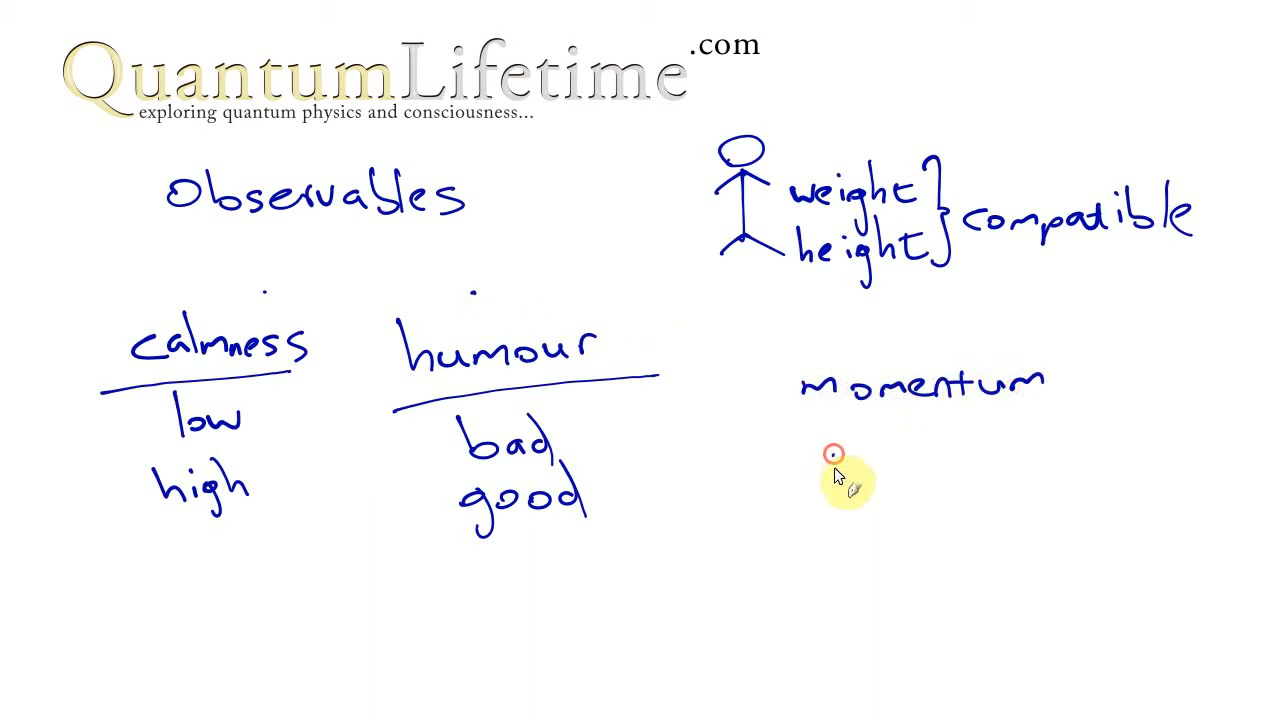 QuantumLifetime.com
exploring quantum physics and consciousness...
Observables
weight
height
compatible
calmness
low
high
humour
bad
good
momentum